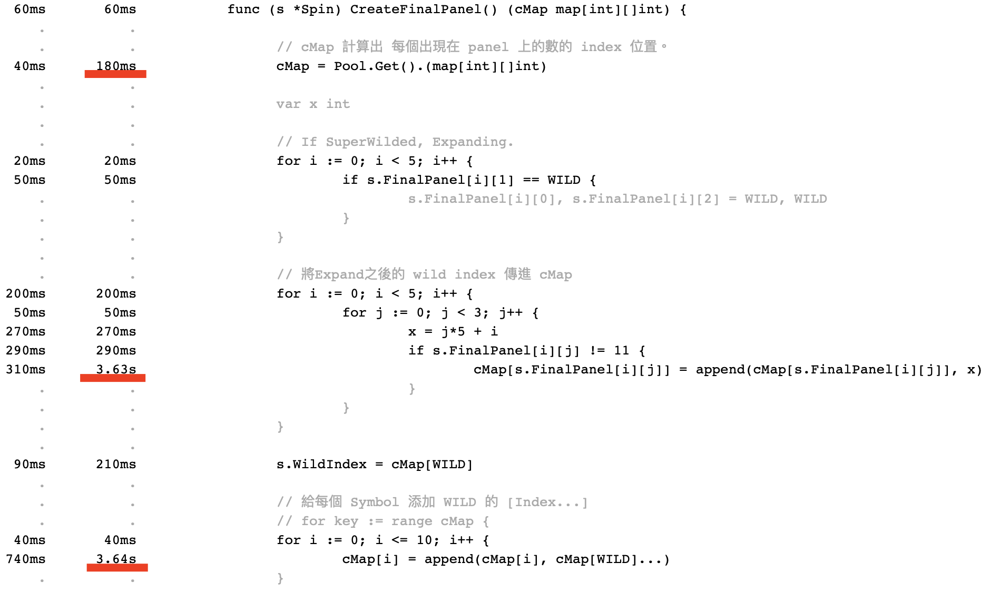 60ms 60ms func (s *Spin) CreateFinalPanel() (cMap map[int][]int) {
. .
. . // cMap 計算出 每個出現在 panel 上的數的 index 位置。
40ms 180ms cMap = Pool.Get().(map[int][]int)
. .
. . var x int
. .
. . // If SuperWilded, Expanding.
20ms 20ms for i := 0; i < 5; i++ {
50ms 50ms if s.FinalPanel[i][1] == WILD {
. . s.FinalPanel[i][0], s.FinalPanel[i][2] = WILD, WILD
. . }
. . }
. .
. . // 將Expand之後的 wild index 傳進 cMap
200ms 200ms for i := 0; i < 5; i++ {
50ms 50ms for j := 0; j < 3; j++ {
270ms 270ms x = j*5 + i
290ms 290ms if s.FinalPanel[i][j] != 11 {
310ms 3.63s cMap[s.FinalPanel[i][j]] = append(cMap[s.FinalPanel[i][j]], x)
. . }
. . }
. . }
. .
90ms 210ms s.WildIndex = cMap[WILD]
. .
. . // 給每個 Symbol 添加 WILD 的 [Index...]
. . // for key := range cMap {
40ms 40ms for i := 0; i <= 10; i++ {
740ms 3.64s cMap[i] = append(cMap[i], cMap[WILD]...)
. . }